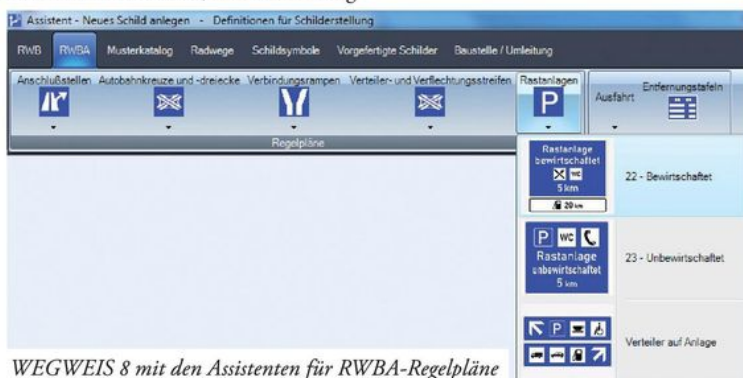 Assistent - Neues Schild anlegen - Definitionen für Schilderstellung
RWB RWBA Musterkatalog Radwege Schildsymbole Vorgefertigte Schilder Baustelle / Umleitung
Anschlußstellen Autobahnkreuze und -dreiecke Verbindungsrampen Verteiler- und Verflechtungsstreifen Rastanlagen Ausfahrt Entfernungstafeln
P
Regelpläne
Rastanlage
bewirtschaftet
WC
5 km
20 km
22 - Bewirtschaftet
P WC
Rastanlage
unbewirtschaftet
5 km
23 - Unbewirtschaftet
P
Verteiler auf Anlage
WEGWEIS 8 mit den Assistenten für RWBA-Regelpläne